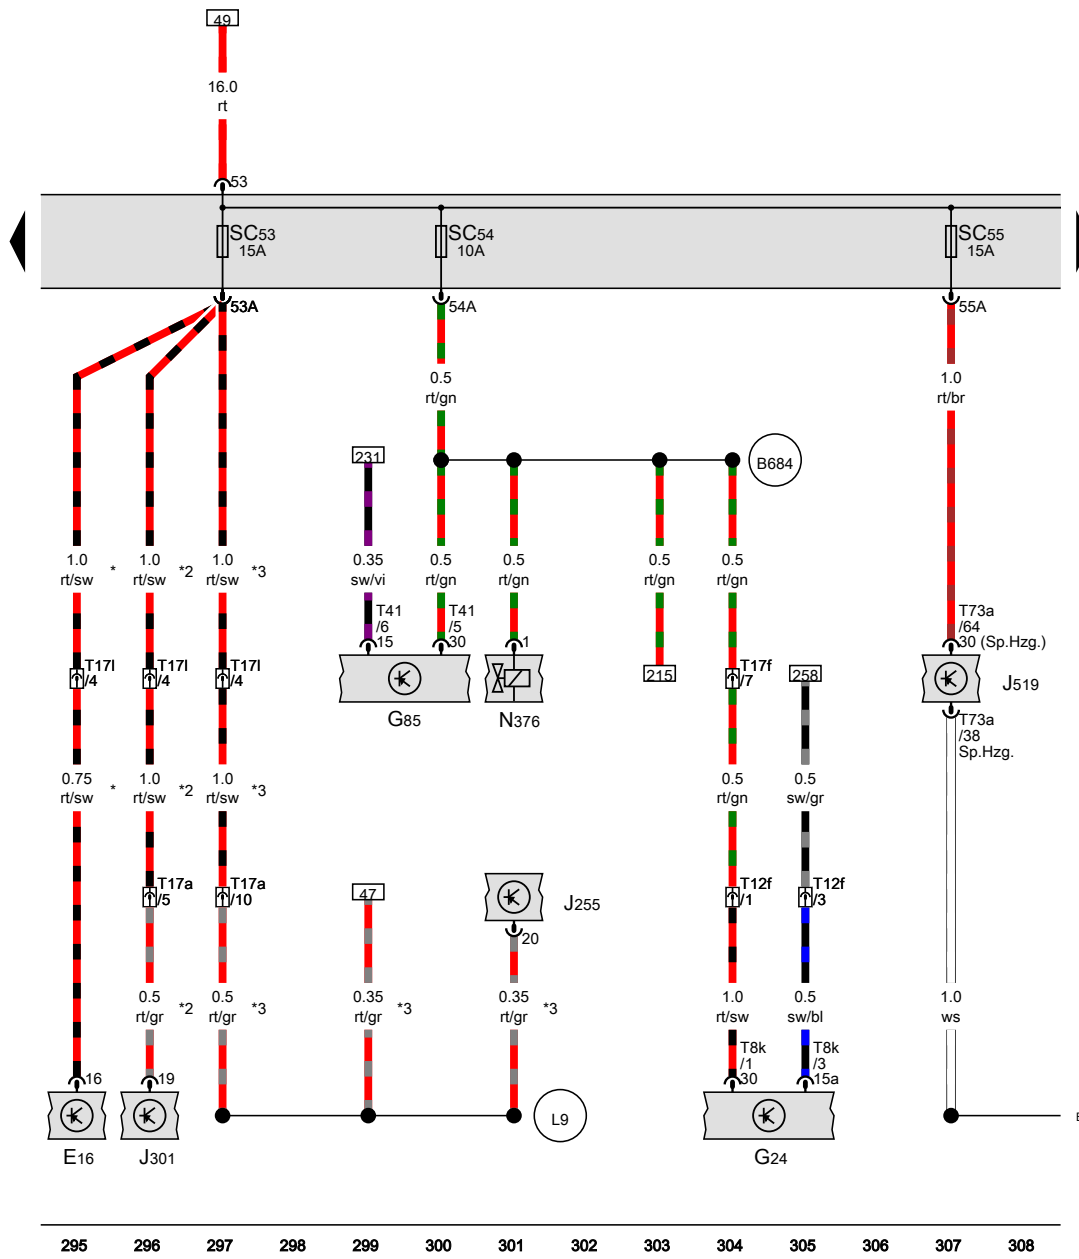 49
16.0
rt
53
SC53
15A
SC54
10A
SC55
15A
53A
54A
55A
0.5
rt/gn
1.0
rt/br
231
B684
1.0
rt/sw
*
1.0
rt/sw
*2
1.0
rt/sw
*3
0.35
sw/vi
0.5
rt/gn
0.5
rt/gn
0.5
rt/gn
0.5
rt/gn
T41
/6
15
T41
/5
30
1
T73a
/64
30 (Sp.Hzg.)
T17l
/4
T17l
/4
T17l
/4
215
T17f
/7
258
J519
G85
N376
T73a
/38
Sp.Hzg.
0.75
rt/sw
*
1.0
rt/sw
*2
1.0
rt/sw
*3
0.5
rt/gn
0.5
sw/gr
T17a
/5
T17a
/10
47
J255
20
T12f
/1
T12f
/3
0.5
rt/gr
*2
0.5
rt/gr
*3
0.35
rt/gr
*3
0.35
rt/gr
*3
1.0
rt/sw
0.5
sw/bl
1.0
ws
16
19
T8k
/1
30
T8k
/3
15a
L9
E16
J301
G24
295 296 297 298 299 300 301 302 303 304 305 306 307 308